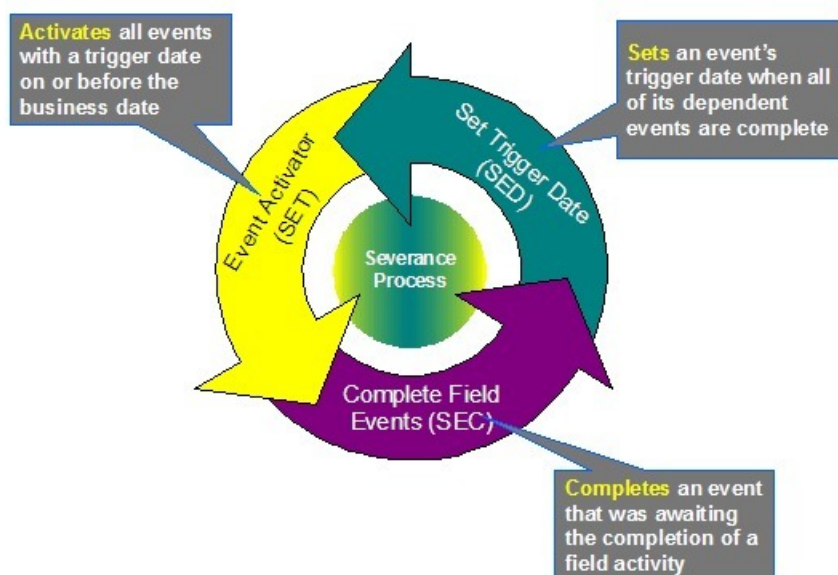 Activates all events
with a trigger date
on or before the
business date
Sets an event's
trigger date when all
of its dependent
events are complete
Event Activator
(SET)
Set Trigger Date
(SED)
Severance
Process
Complete Field
Events (SEC)
Completes an event
that was awaiting
the completion of a
field activity